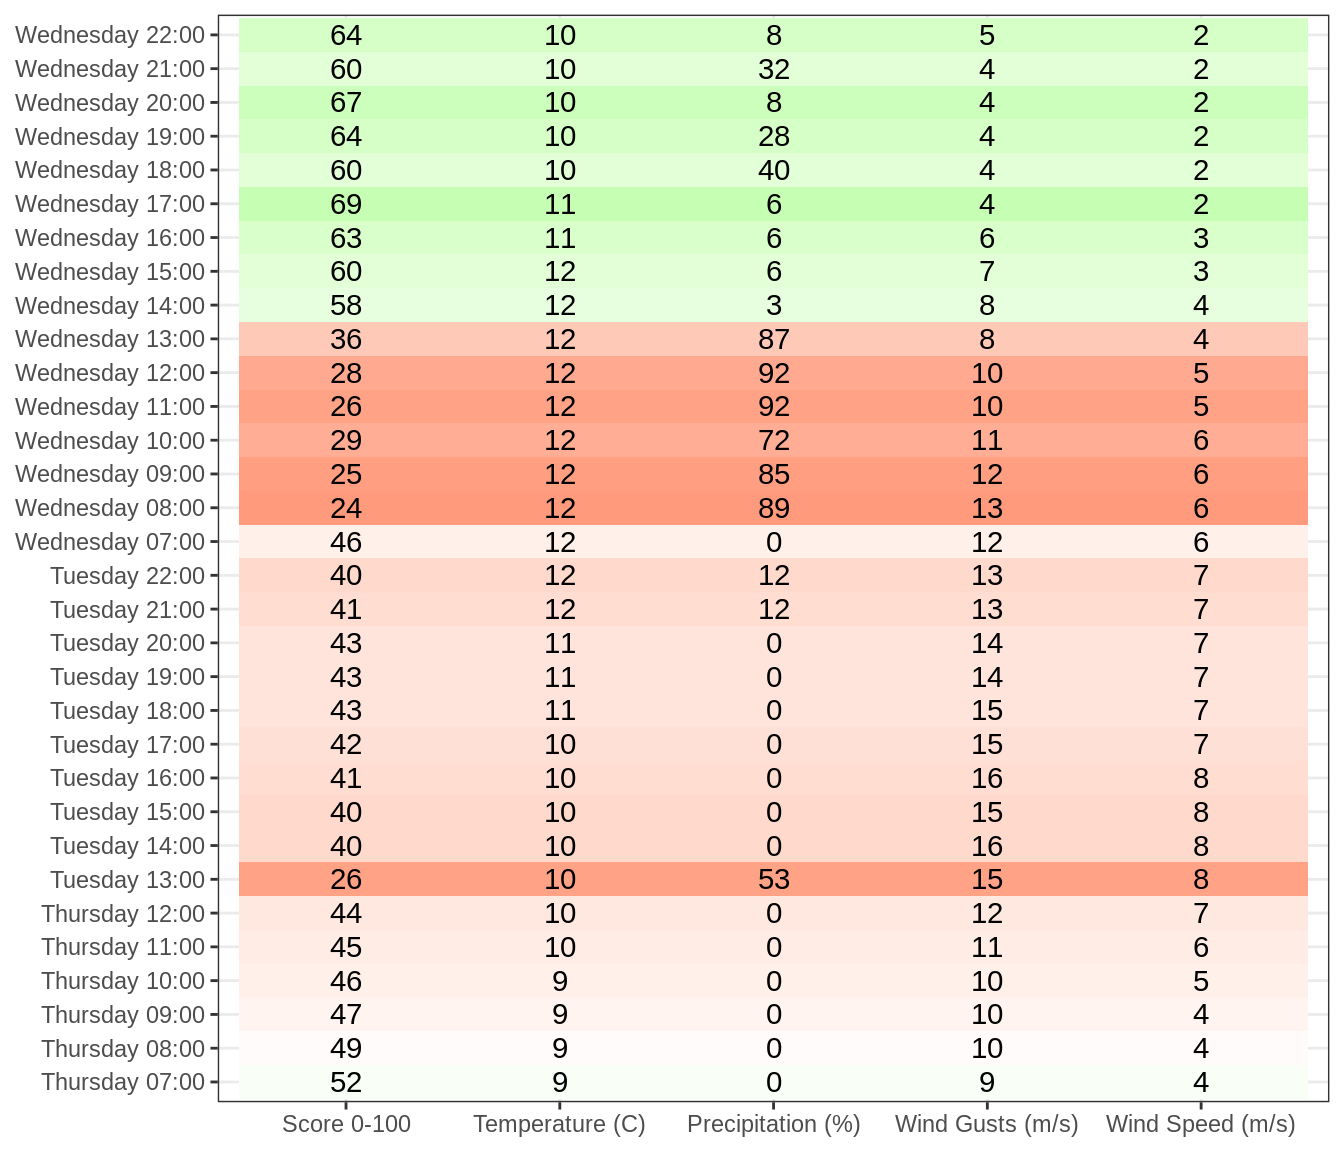 Wednesday 22:00 64 10 8 5 2
Wednesday 21:00 60 10 32 4 2
Wednesday 20:00 67 10 8 4 2
Wednesday 19:00 64 10 28 4 2
Wednesday 18:00 60 10 40 4 2
Wednesday 17:00 69 11 6 4 2
Wednesday 16:00 63 11 6 6 3
Wednesday 15:00 60 12 6 7 3
Wednesday 14:00 58 12 3 8 4
Wednesday 13:00 36 12 87 8 4
Wednesday 12:00 28 12 92 10 5
Wednesday 11:00 26 12 92 10 5
Wednesday 10:00 29 12 72 11 6
Wednesday 09:00 25 12 85 12 6
Wednesday 08:00 24 12 89 13 6
Wednesday 07:00 46 12 0 12 6
Tuesday 22:00 40 12 12 13 7
Tuesday 21:00 41 12 12 13 7
Tuesday 20:00 43 11 0 14 7
Tuesday 19:00 43 11 0 14 7
Tuesday 18:00 43 11 0 15 7
Tuesday 17:00 42 10 0 15 7
Tuesday 16:00 41 10 0 16 8
Tuesday 15:00 40 10 0 15 8
Tuesday 14:00 40 10 0 16 8
Tuesday 13:00 26 10 53 15 8
Thursday 12:00 44 10 0 12 7
Thursday 11:00 45 10 0 11 6
Thursday 10:00 46 9 0 10 5
Thursday 09:00 47 9 0 10 4
Thursday 08:00 49 9 0 10 4
Thursday 07:00 52 9 0 9 4
Score 0-100 Temperature (C) Precipitation (%) Wind Gusts (m/s) Wind Speed (m/s)